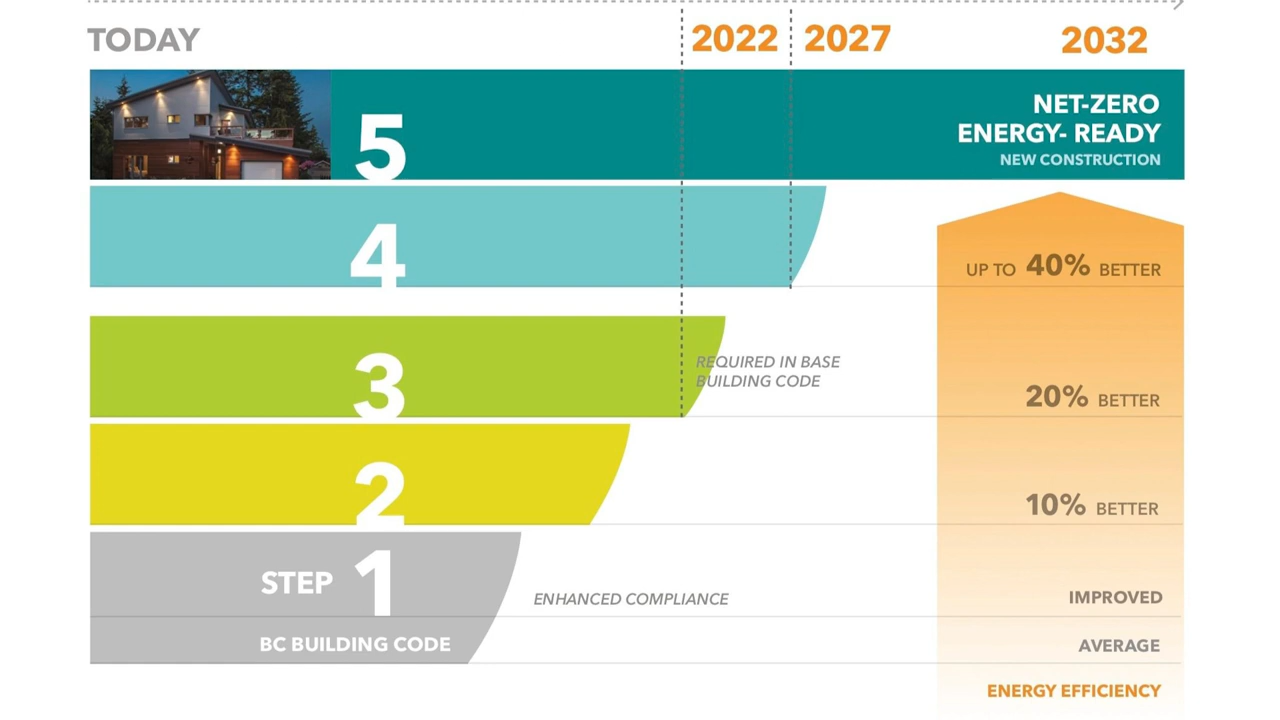 TODAY
2022
2027
2032
5
NET-ZERO
ENERGY- READY
NEW CONSTRUCTION
4
UP TO 40% BETTER
3
REQUIRED IN BASE
BUILDING CODE
20% BETTER
2
10% BETTER
STEP 1
ENHANCED COMPLIANCE
IMPROVED
BC BUILDING CODE
AVERAGE
ENERGY EFFICIENCY